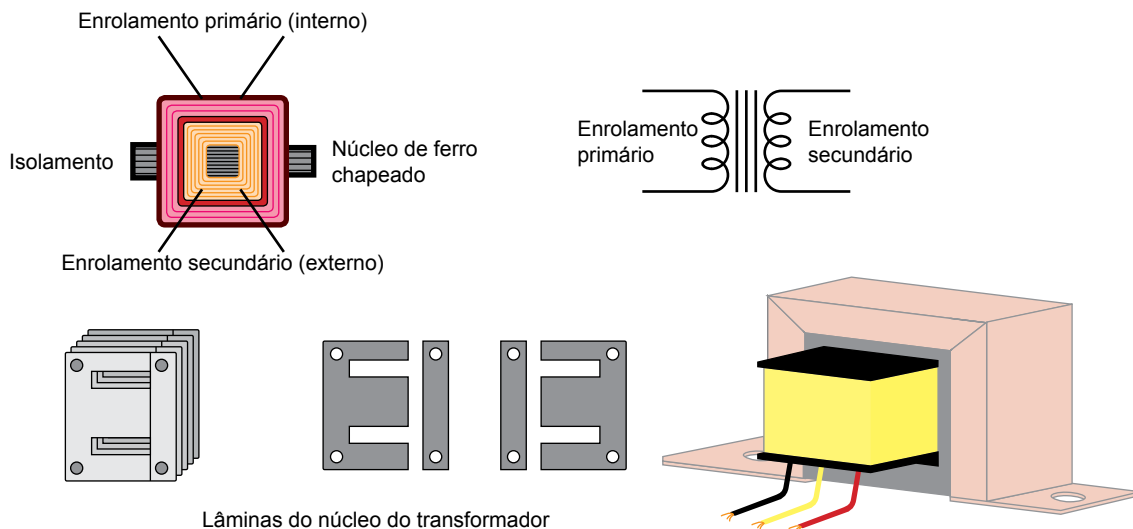 Enrolamento primário (interno)
Isolamento
Núcleo de ferro
chapeado
Enrolamento secundário (externo)
Enrolamento
primário
Enrolamento
secundário
Lâminas do núcleo do transformador